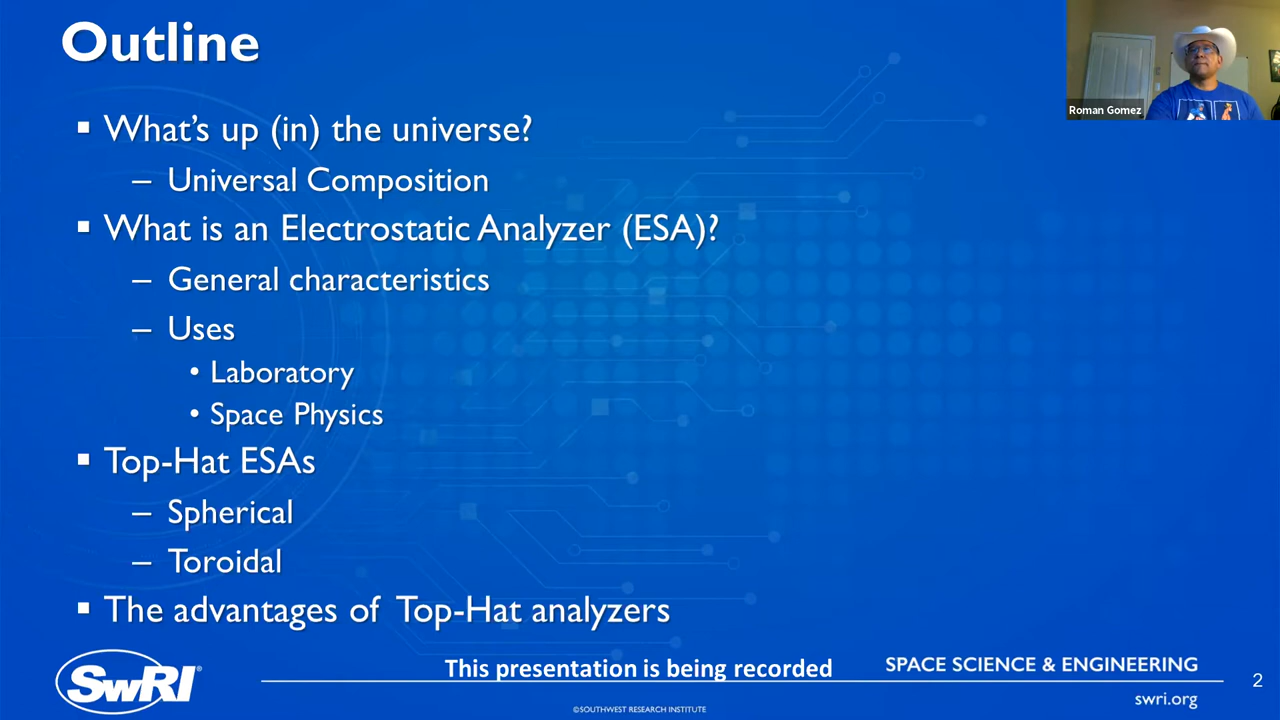 Outline
Roman Gomez
▪ What's up (in) the universe?
– Universal Composition
▪ What is an Electrostatic Analyzer (ESA)?
– General characteristics
– Uses
• Laboratory
• Space Physics
▪ Top-Hat ESAs
– Spherical
– Toroidal
▪ The advantages of Top-Hat analyzers
SwRI®
This presentation is being recorded
SPACE SCIENCE & ENGINEERING
2
swri.org
©SOUTHWEST RESEARCH INSTITUTE